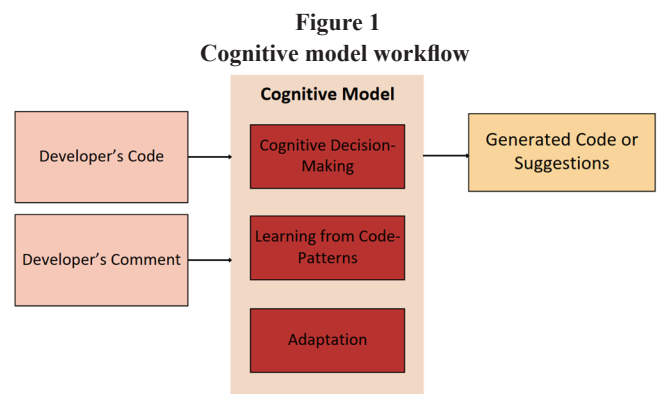 Figure 1
Cognitive model workflow
Cognitive Model
Developer’s Code
Cognitive Decision-
Making
Generated Code or
Suggestions
Developer’s Comment
Learning from Code-
Patterns
Adaptation